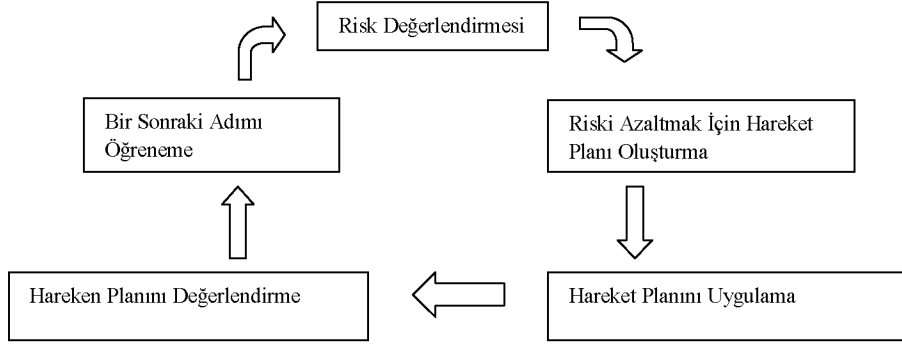 Risk Değerlendirmesi
Bir Sonraki Adımı
Öğreneme
Riski Azaltmak İçin Hareket
Planı Oluşturma
Hareken Planını Değerlendirme
Hareket Planını Uygulama